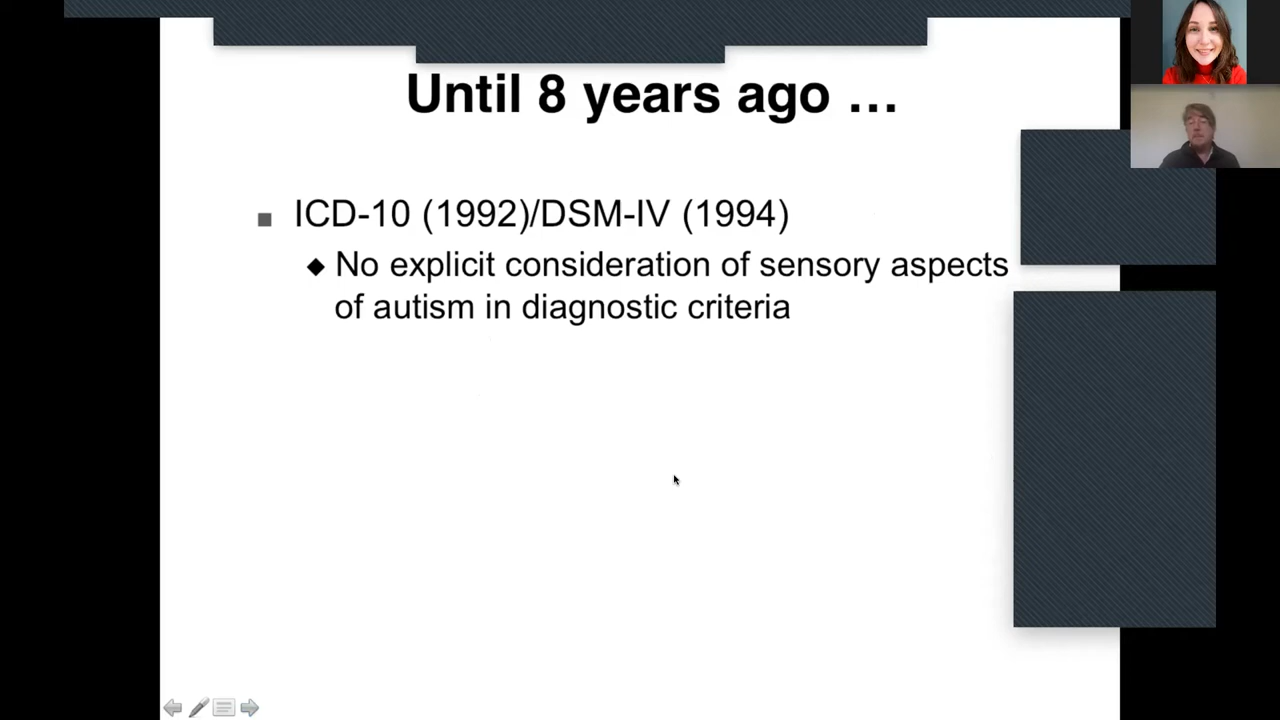 Until 8 years ago …
ICD-10 (1992)/DSM-IV (1994)
No explicit consideration of sensory aspects
of autism in diagnostic criteria